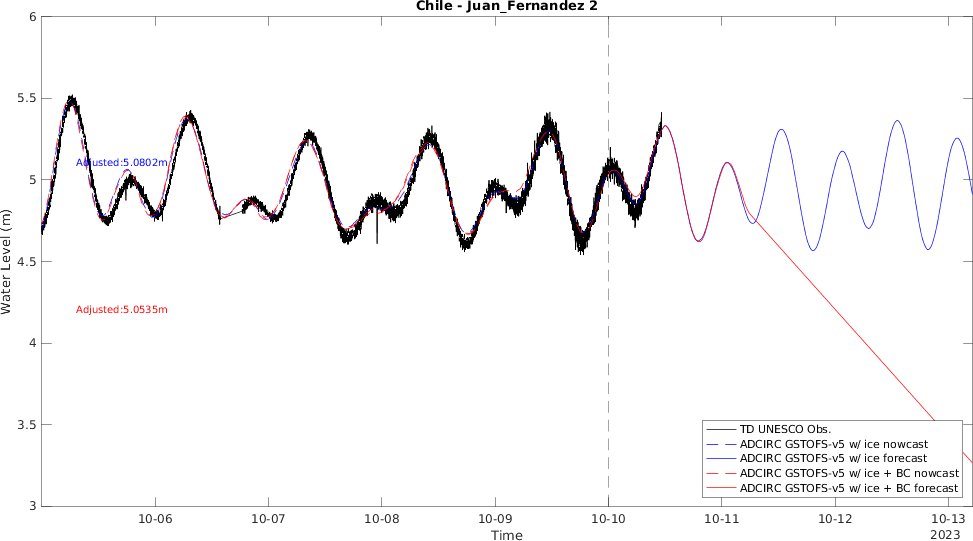 Chile - Juan_Fernandez 2
6
5.5
5
4.5
4
3.5
3
Water Level (m)
Adjusted:5.0802m
Adjusted:5.0535m
TD UNESCO Obs.
ADCIRC GSTOFS-v5 w/ ice nowcast
ADCIRC GSTOFS-v5 w/ ice forecast
ADCIRC GSTOFS-v5 w/ ice + BC nowcast
ADCIRC GSTOFS-v5 w/ ice + BC forecast
10-06 10-07 10-08 10-09 10-10 10-11 10-12 10-13
Time 2023